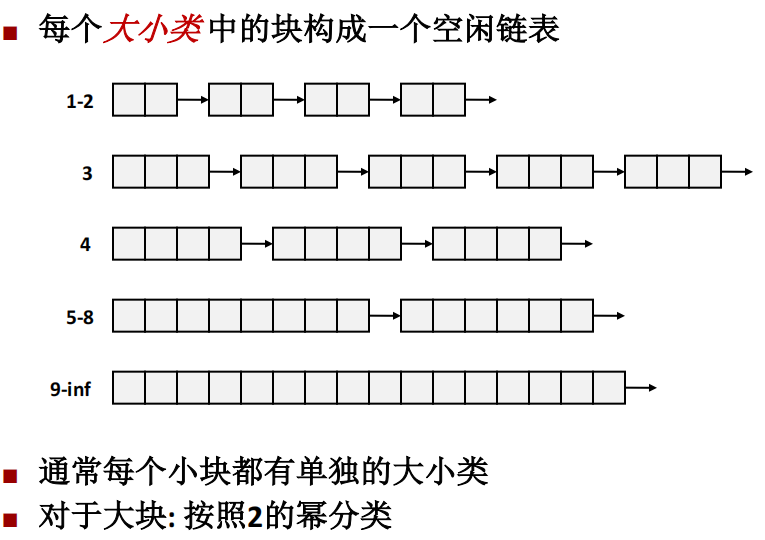 每个大小类中的块构成一个空闲链表
1-2
3
4
5-8
9-inf
通常每个小块都有单独的大小类
对于大块: 按照2的幂分类